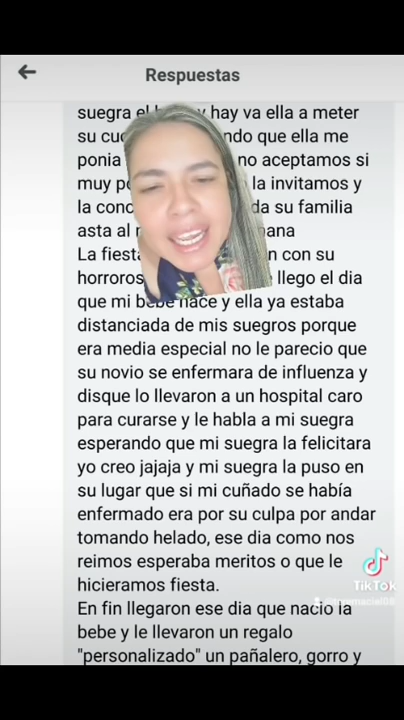 Respuestas
suegra el hay va ella a meter
su ndo que ella me
ponia no aceptamos si
muy la invitamos y
la da su familia
asta al
La n con su
llego el dia
que mi bebe nace y ella ya estaba
distanciada de mis suegros porque
era media especial no le parecio que
su novio se enfermara de influenza y
disque lo llevaron a un hospital caro
para curarse y le habla a mi suegra
esperando que mi suegra la felicitara
yo creo jajaja y mi suegra la puso en
su lugar que si mi cuñado se había
enfermado era por su culpa por andar
tomando helado, ese dia como nos
reimos esperaba meritos o que le
hicieramos fiesta.
TikTok
En fin llegaron ese dia que nacio la
bebe y le llevaron un regalo
"personalizado" un pañalero, gorro y